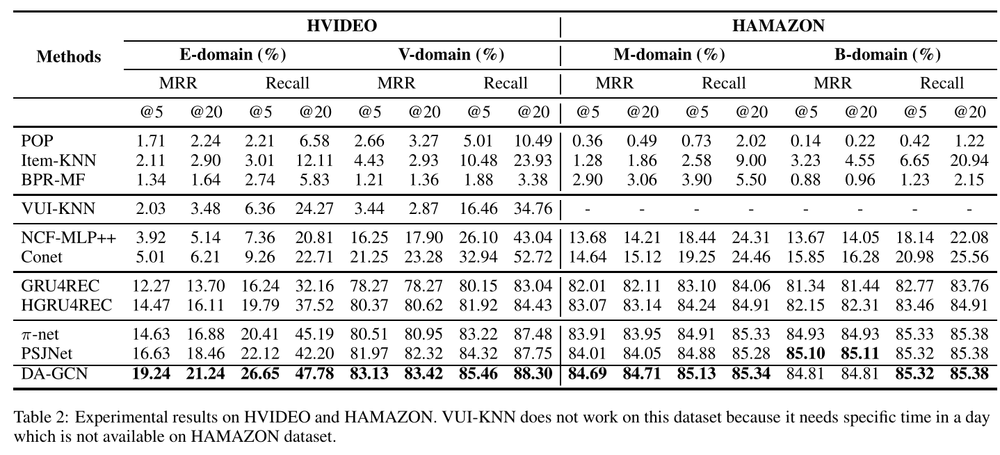 HVIDEO HAMAZON
Methods E-domain (%) V-domain (%) M-domain (%) B-domain (%)
MRR Recall MRR Recall MRR Recall MRR Recall
@5 @20 @5 @20 @5 @20 @5 @20 @5 @20 @5 @20 @5 @20 @5 @20
POP 1.71 2.24 2.21 6.58 2.66 3.27 5.01 10.49 0.36 0.49 0.73 2.02 0.14 0.22 0.42 1.22
Item-KNN 2.11 2.90 3.01 12.11 4.43 2.93 10.48 23.93 1.28 1.86 2.58 9.00 3.23 4.55 6.65 20.94
BPR-MF 1.34 1.64 2.74 5.83 1.21 1.36 1.88 3.38 2.90 3.06 3.90 5.50 0.88 0.96 1.23 2.15
VUI-KNN 2.03 3.48 6.36 24.27 3.44 2.87 16.46 34.76 - - - - - - - -
NCF-MLP++ 3.92 5.14 7.36 20.81 16.25 17.90 26.10 43.04 13.68 14.21 18.44 24.31 13.67 14.05 18.14 22.08
Conet 5.01 6.21 9.26 22.71 21.25 23.28 32.94 52.72 14.64 15.12 19.25 24.46 15.85 16.28 20.98 25.56
GRU4REC 12.27 13.70 16.24 32.16 78.27 78.27 80.15 83.04 82.01 82.11 83.10 84.06 81.34 81.44 82.77 83.76
HGRU4REC 14.47 16.11 19.79 37.52 80.37 80.62 81.92 84.43 83.07 83.14 84.24 84.91 82.15 82.31 83.46 84.91
π-net 14.63 16.88 20.41 45.19 80.51 80.95 83.22 87.48 83.91 83.95 84.91 85.33 84.93 84.93 85.33 85.38
PSJNet 16.63 18.46 22.12 42.20 81.97 82.32 84.32 87.75 84.01 84.05 84.88 85.28 85.10 85.11 85.32 85.38
DA-GCN 19.24 21.24 26.65 47.78 83.13 83.42 85.46 88.30 84.69 84.71 85.13 85.34 84.81 84.81 85.32 85.38
Table 2: Experimental results on HVIDEO and HAMAZON. VUI-KNN does not work on this dataset because it needs specific time in a day
which is not available on HAMAZON dataset.